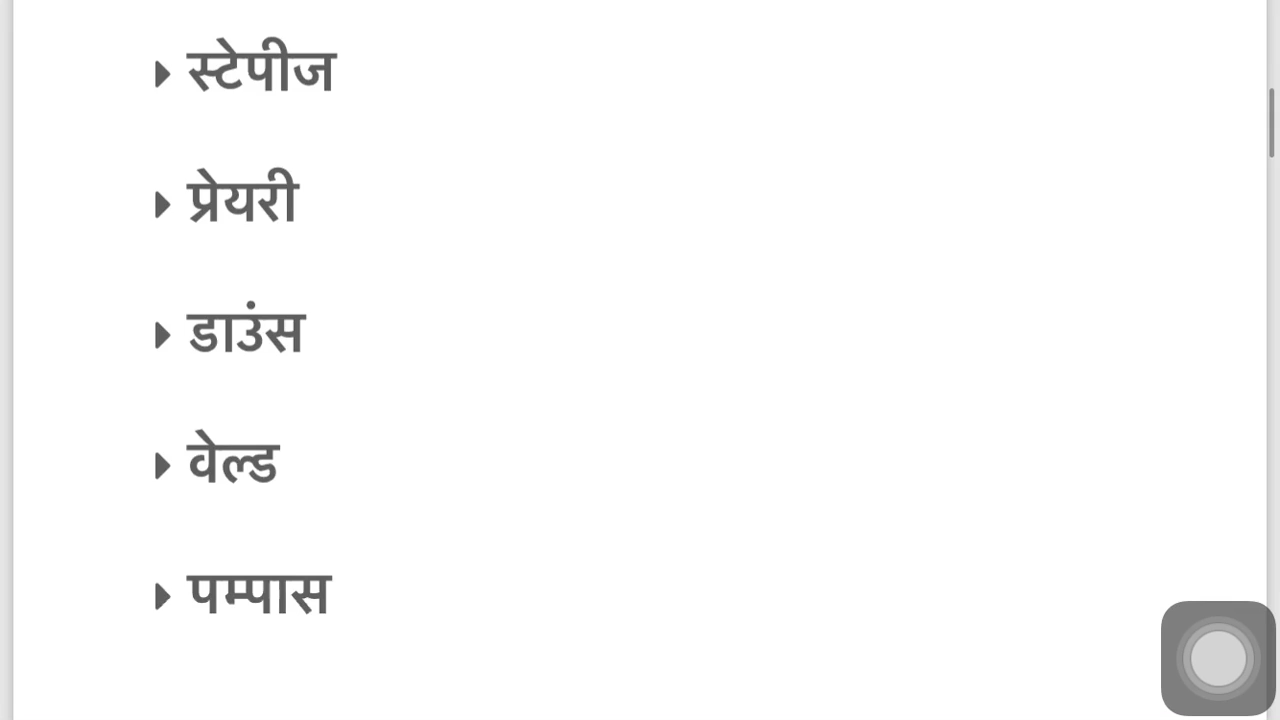 स्टेपीज
प्रेयरी
डाउंस
वेल्ड
पम्पास